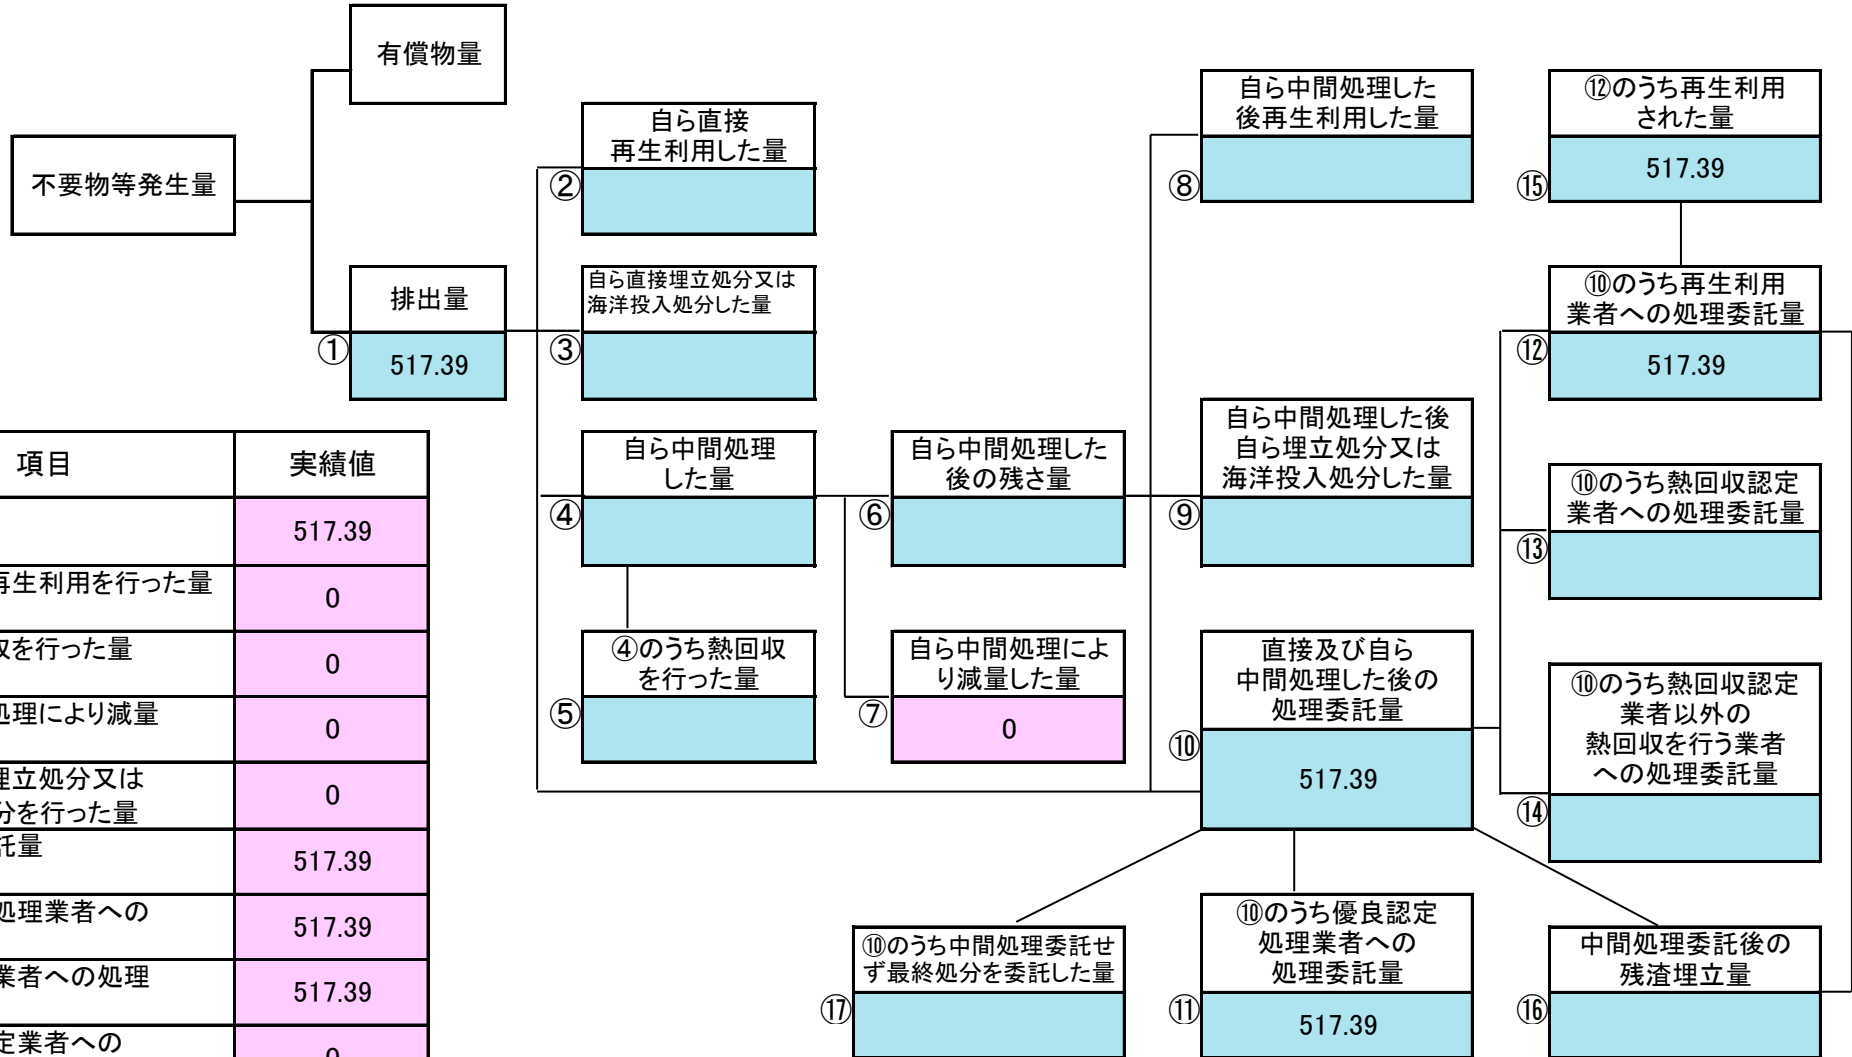 有償物量
不要物等発生量
排出量
①
517.39
自ら直接
再生利用した量
②
自ら直接埋立処分又は
海洋投入処分した量
③
自ら中間処理
した量
④
④のうち熱回収
を行った量
⑤
自ら中間処理した
後の残さ量
⑥
自ら中間処理によ
り減量した量
⑦
0
自ら中間処理した
後再生利用した量
⑧
自ら中間処理した後
自ら埋立処分又は
海洋投入処分した量
⑨
直接及び自ら
中間処理した後の
処理委託量
⑩
517.39
⑩のうち優良認定
処理業者への
処理委託量
⑪
517.39
⑩のうち中間処理委託せ
ず最終処分を委託した量
⑰
⑫のうち再生利用
された量
⑮
517.39
⑩のうち再生利用
業者への処理委託量
⑫
517.39
⑩のうち熱回収認定
業者への処理委託量
⑬
⑩のうち熱回収認定
業者以外の
熱回収を行う業者
への処理委託量
⑭
中間処理委託後の
残渣埋立量
⑯
項目 実績値
517.39
再生利用を行った量 0
を行った量 0
処理により減量 0
埋立処分又は
を行った量 0
託量 517.39
処理業者への 517.39
業者への処理 517.39
定業者への 0